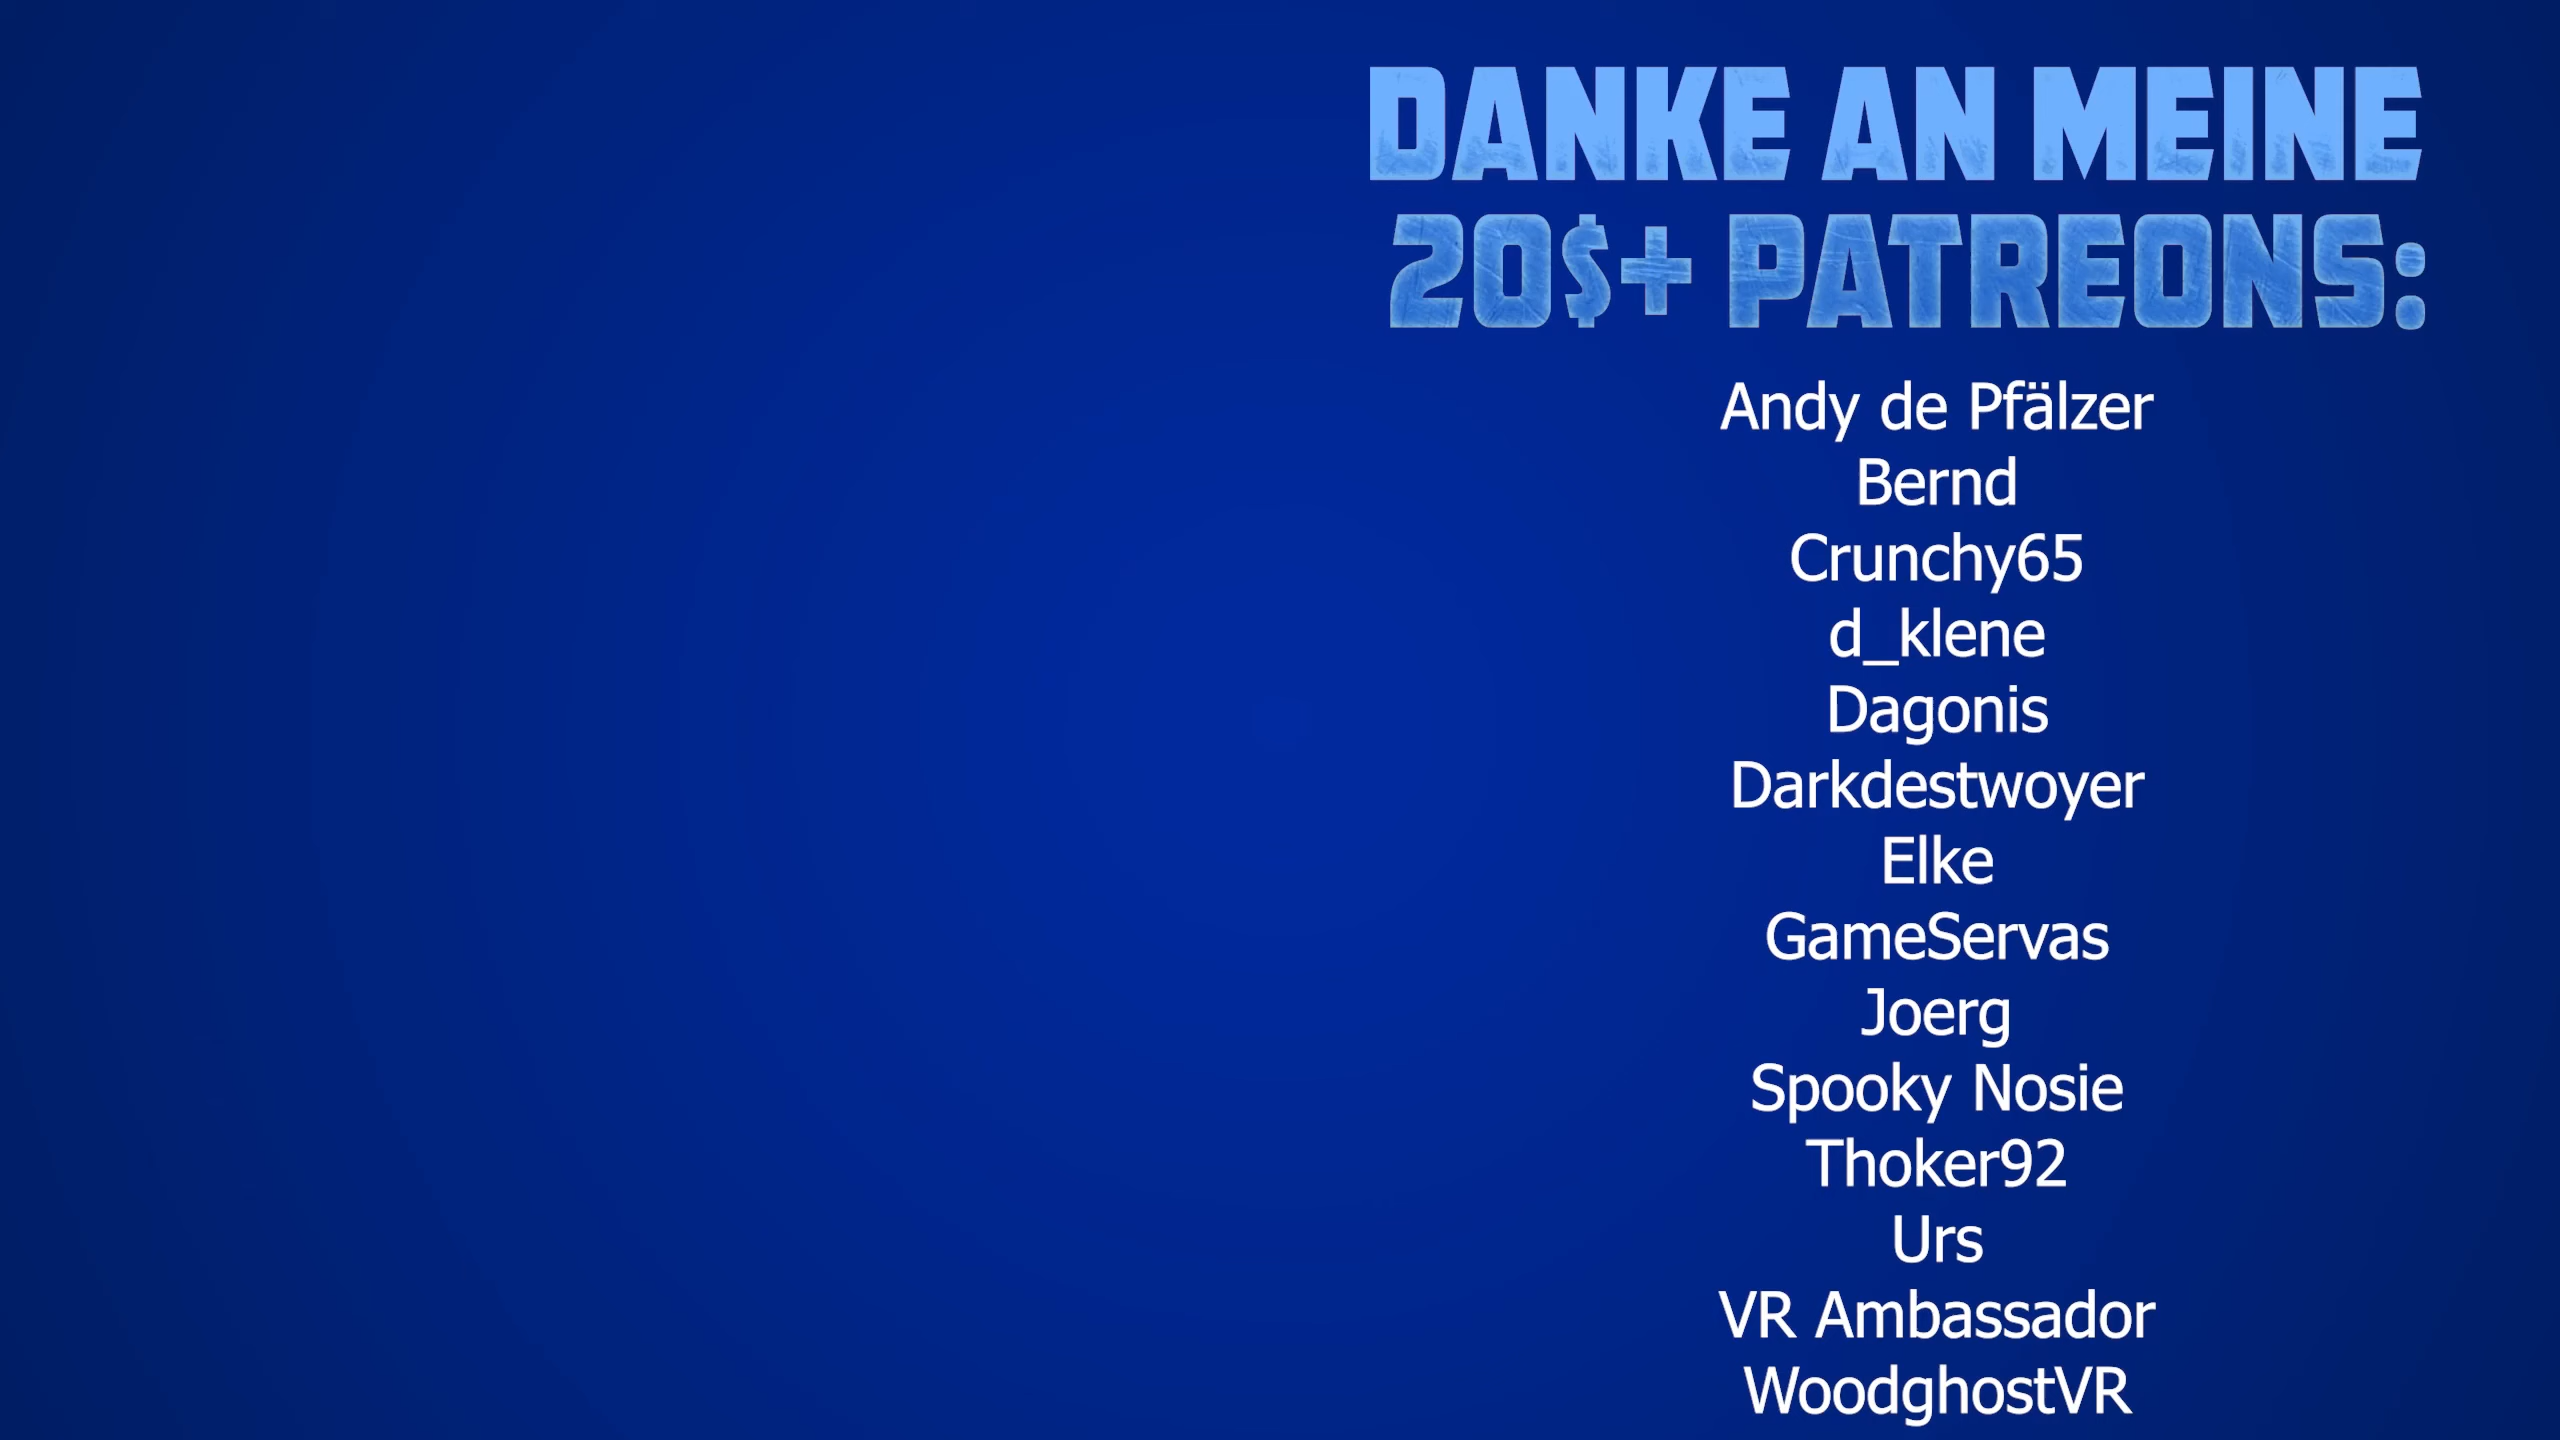 DANKE AN MEINE
20$+ PATREONS:
Andy de Pfälzer
Bernd
Crunchy65
d_klene
Dagonis
Darkdestwoyer
Elke
GameServas
Joerg
Spooky Nosie
Thoker92
Urs
VR Ambassador
WoodghostVR